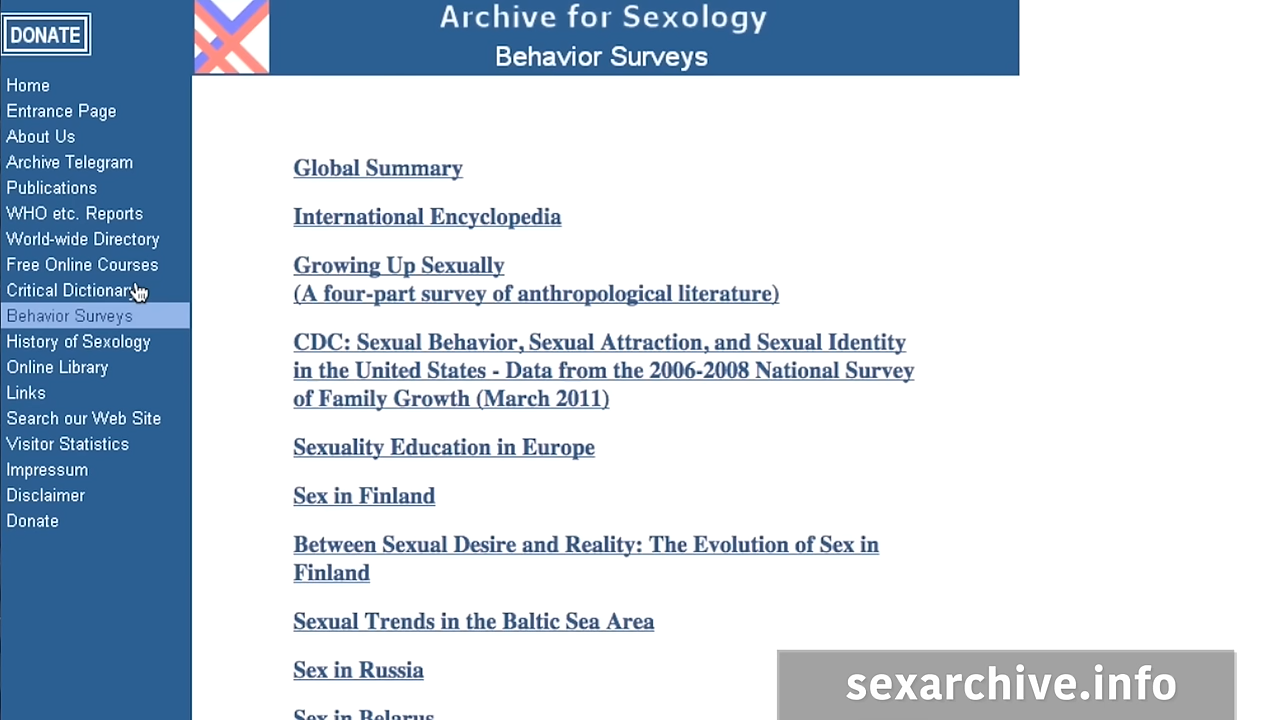 DONATE
Archive for Sexology
Behavior Surveys
Home
Entrance Page
About Us
Archive Telegram
Publications
WHO etc. Reports
World-wide Directory
Free Online Courses
Critical Dictionary
Behavior Surveys
History of Sexology
Online Library
Links
Search our Web Site
Visitor Statistics
Impressum
Disclaimer
Donate
Global Summary
International Encyclopedia
Growing Up Sexually
(A four-part survey of anthropological literature)
CDC: Sexual Behavior, Sexual Attraction, and Sexual Identity
in the United States - Data from the 2006-2008 National Survey
of Family Growth (March 2011)
Sexuality Education in Europe
Sex in Finland
Between Sexual Desire and Reality: The Evolution of Sex in
Finland
Sexual Trends in the Baltic Sea Area
Sex in Russia
Sex in Belarus
sexarchive.info